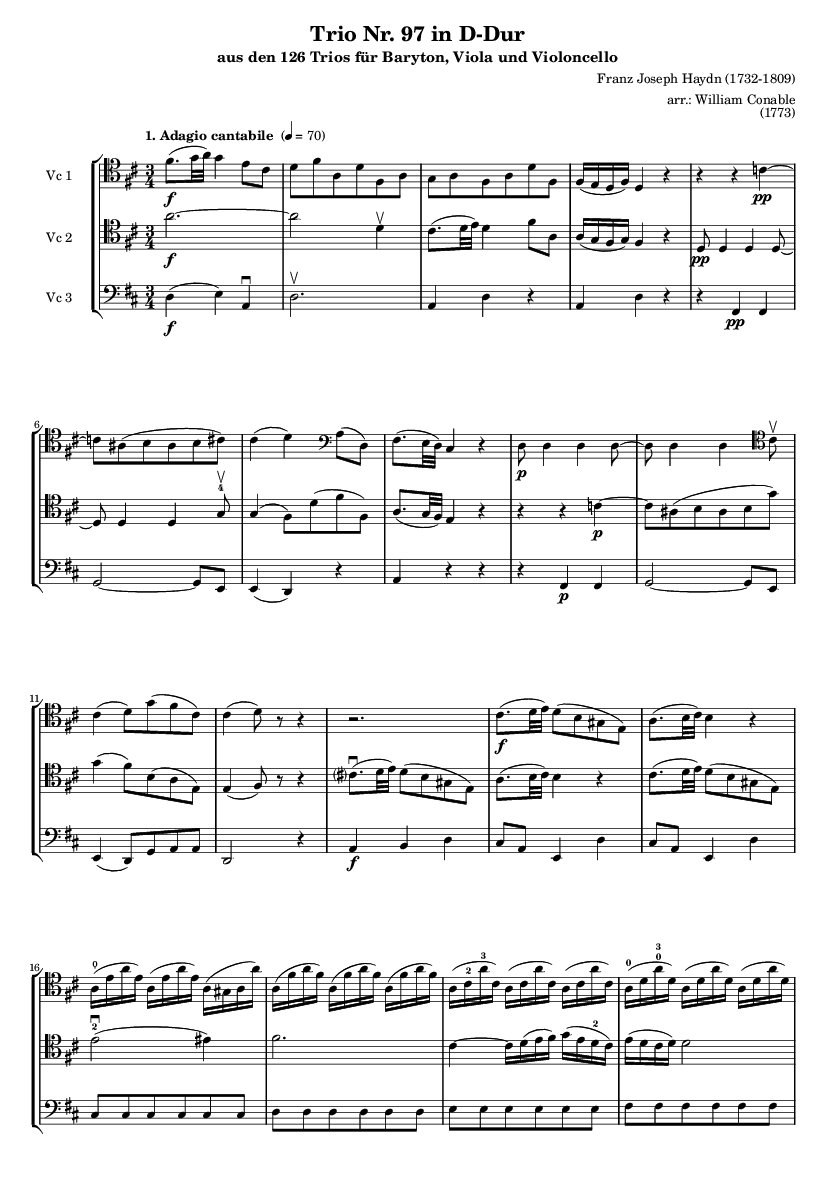 Trio Nr. 97 in D-Dur
aus den 126 Trios für Baryton, Viola und Violoncello
Franz Joseph Haydn (1732-1809)
arr.: William Conable
(1773)
1. Adagio cantabile (♩= 70)
Vc 1
f
pp
Vc 2
f
pp
Vc 3
f
pp
6
p
4
p
p
11
f
f
16
0
3
2
3
0
0
2
2